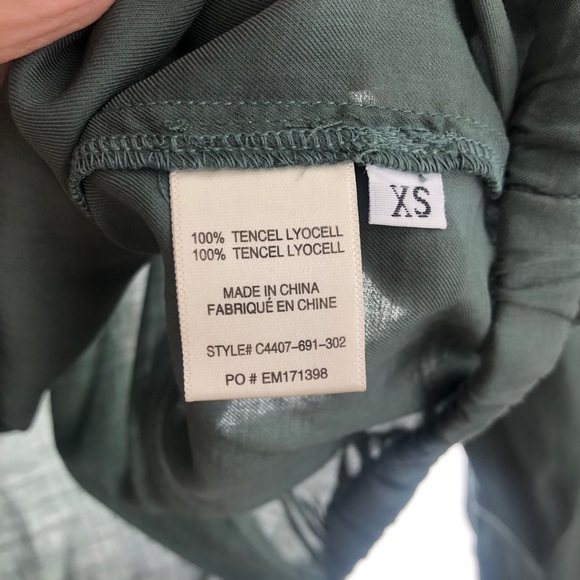 XS
100% TENCEL LYOCELL
100% TENCEL LYOCELL
MADE IN CHINA
FABRIQUÉ EN CHINE
STYLE# C4407-691-302
PO # EM171398